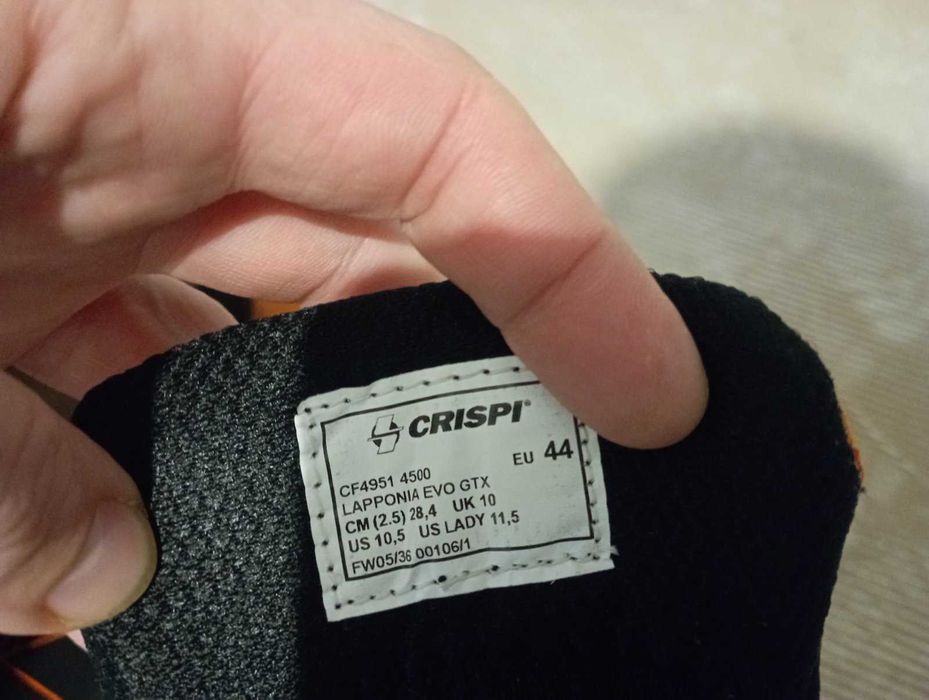 CRISPI®
EU 44
CF4951 4500
LAPPONIA EVO GTX
CM (2.5) 28,4 UK 10
US 10,5 US LADY 11,5
FW05/36 00106/1